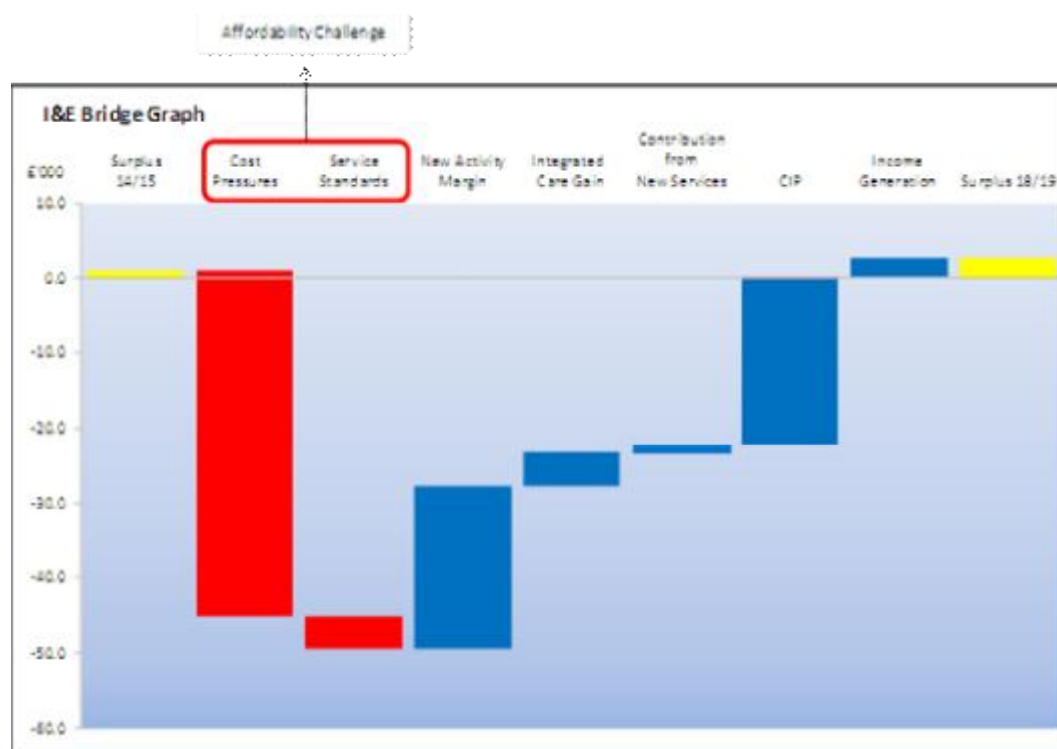 Affordability Challenge
I&E Bridge Graph
£'000
Surplus
14/15
Cost
Pressures
Service
Standards
New Activity
Margin
Integrated
Care Gain
Contribution
from
New Services
CIP
Income
Generation
Surplus 18/19
10.0
0.0
-10.0
-20.0
-30.0
-40.0
-50.0
-60.0